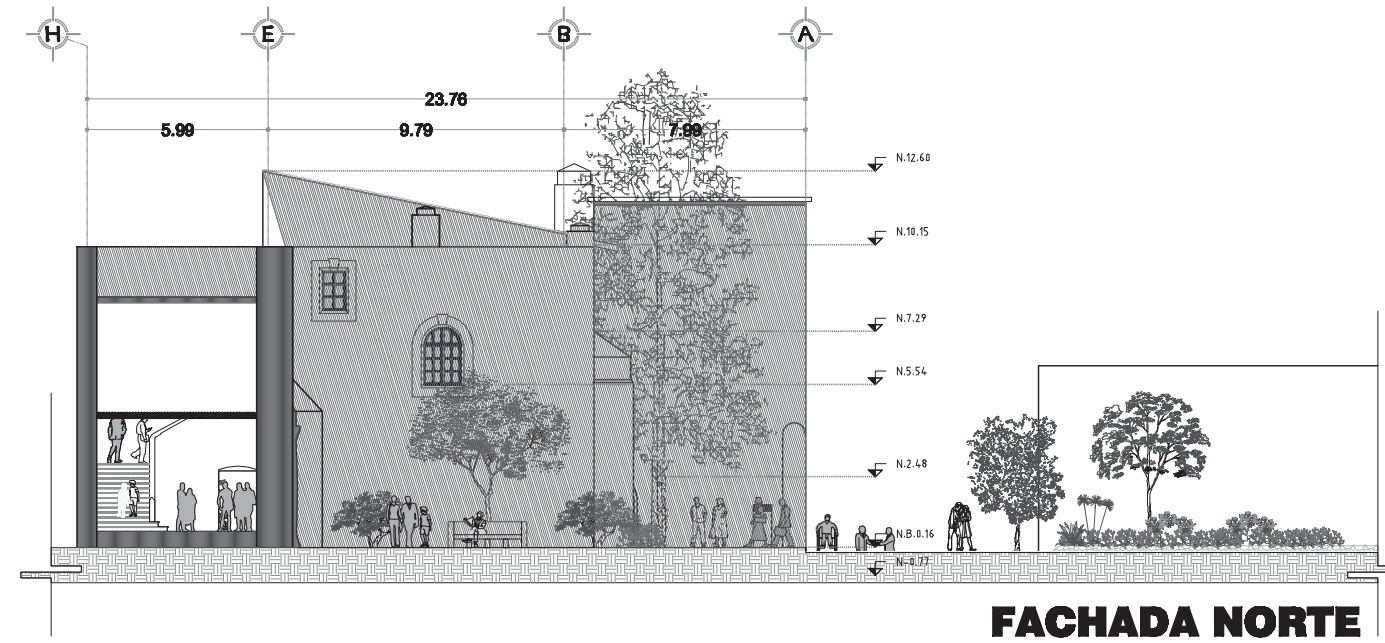 H E B A
23.76
5.99 9.79 7.99
N.12.60
N.10.15
N.7.29
N.5.54
N.2.48
N.B.0.16
N-0.77
FACHADA NORTE